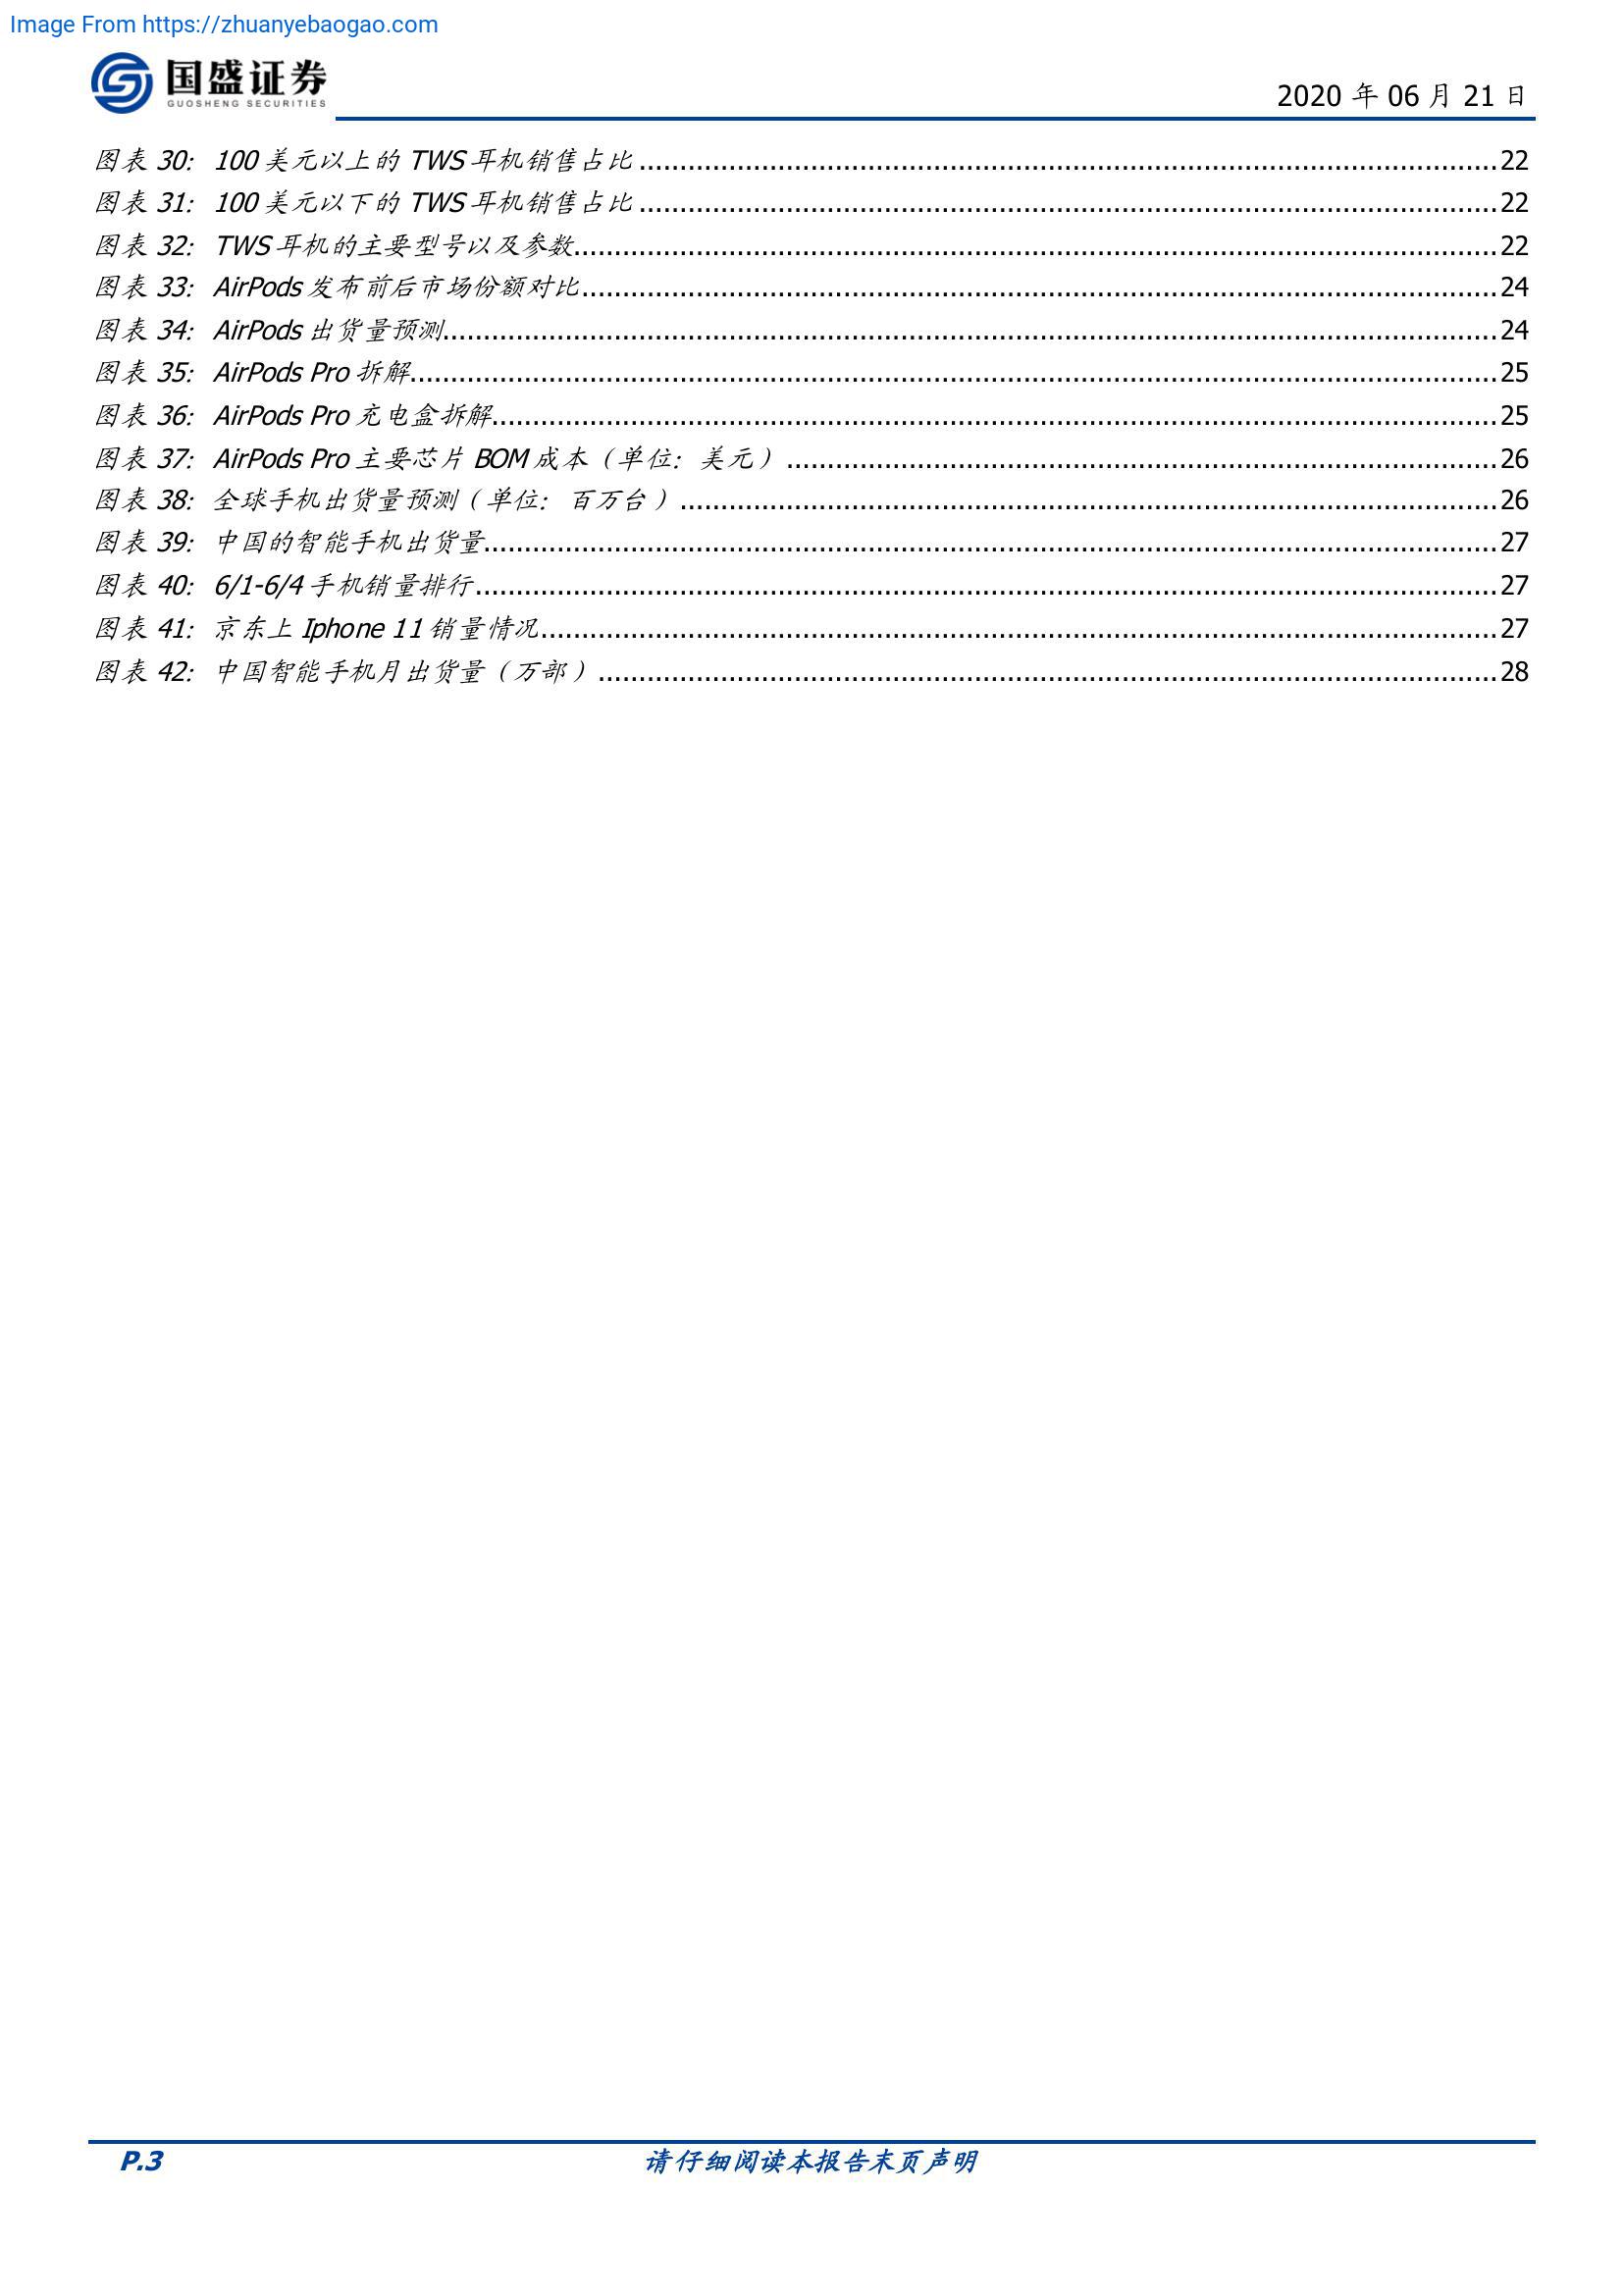 Image From https://zhuanyebaogao.com
国盛证券
GUOSHENG SECURITIES
2020 年 06 月 21 日
图表 30： 100 美元以上的 TWS 耳机销售占比 ........................................................................................................22
图表 31： 100 美元以下的 TWS 耳机销售占比 ........................................................................................................22
图表 32： TWS 耳机的主要型号以及参数........................................................................................................22
图表 33： AirPods 发布前后市场份额对比........................................................................................................24
图表 34： AirPods 出货量预测........................................................................................................24
图表 35： AirPods Pro 拆解........................................................................................................25
图表 36： AirPods Pro 充电盒拆解........................................................................................................25
图表 37： AirPods Pro 主要芯片 BOM 成本（单位：美元） ........................................................................................26
图表 38： 全球手机出货量预测（单位：百万台） ........................................................................................................26
图表 39： 中国的智能手机出货量........................................................................................................27
图表 40： 6/1-6/4 手机销量排行........................................................................................................27
图表 41： 京东上 Iphone 11 销量情况........................................................................................................27
图表 42： 中国智能手机月出货量（万部） ........................................................................................................28
P.3
请仔细阅读本报告末页声明